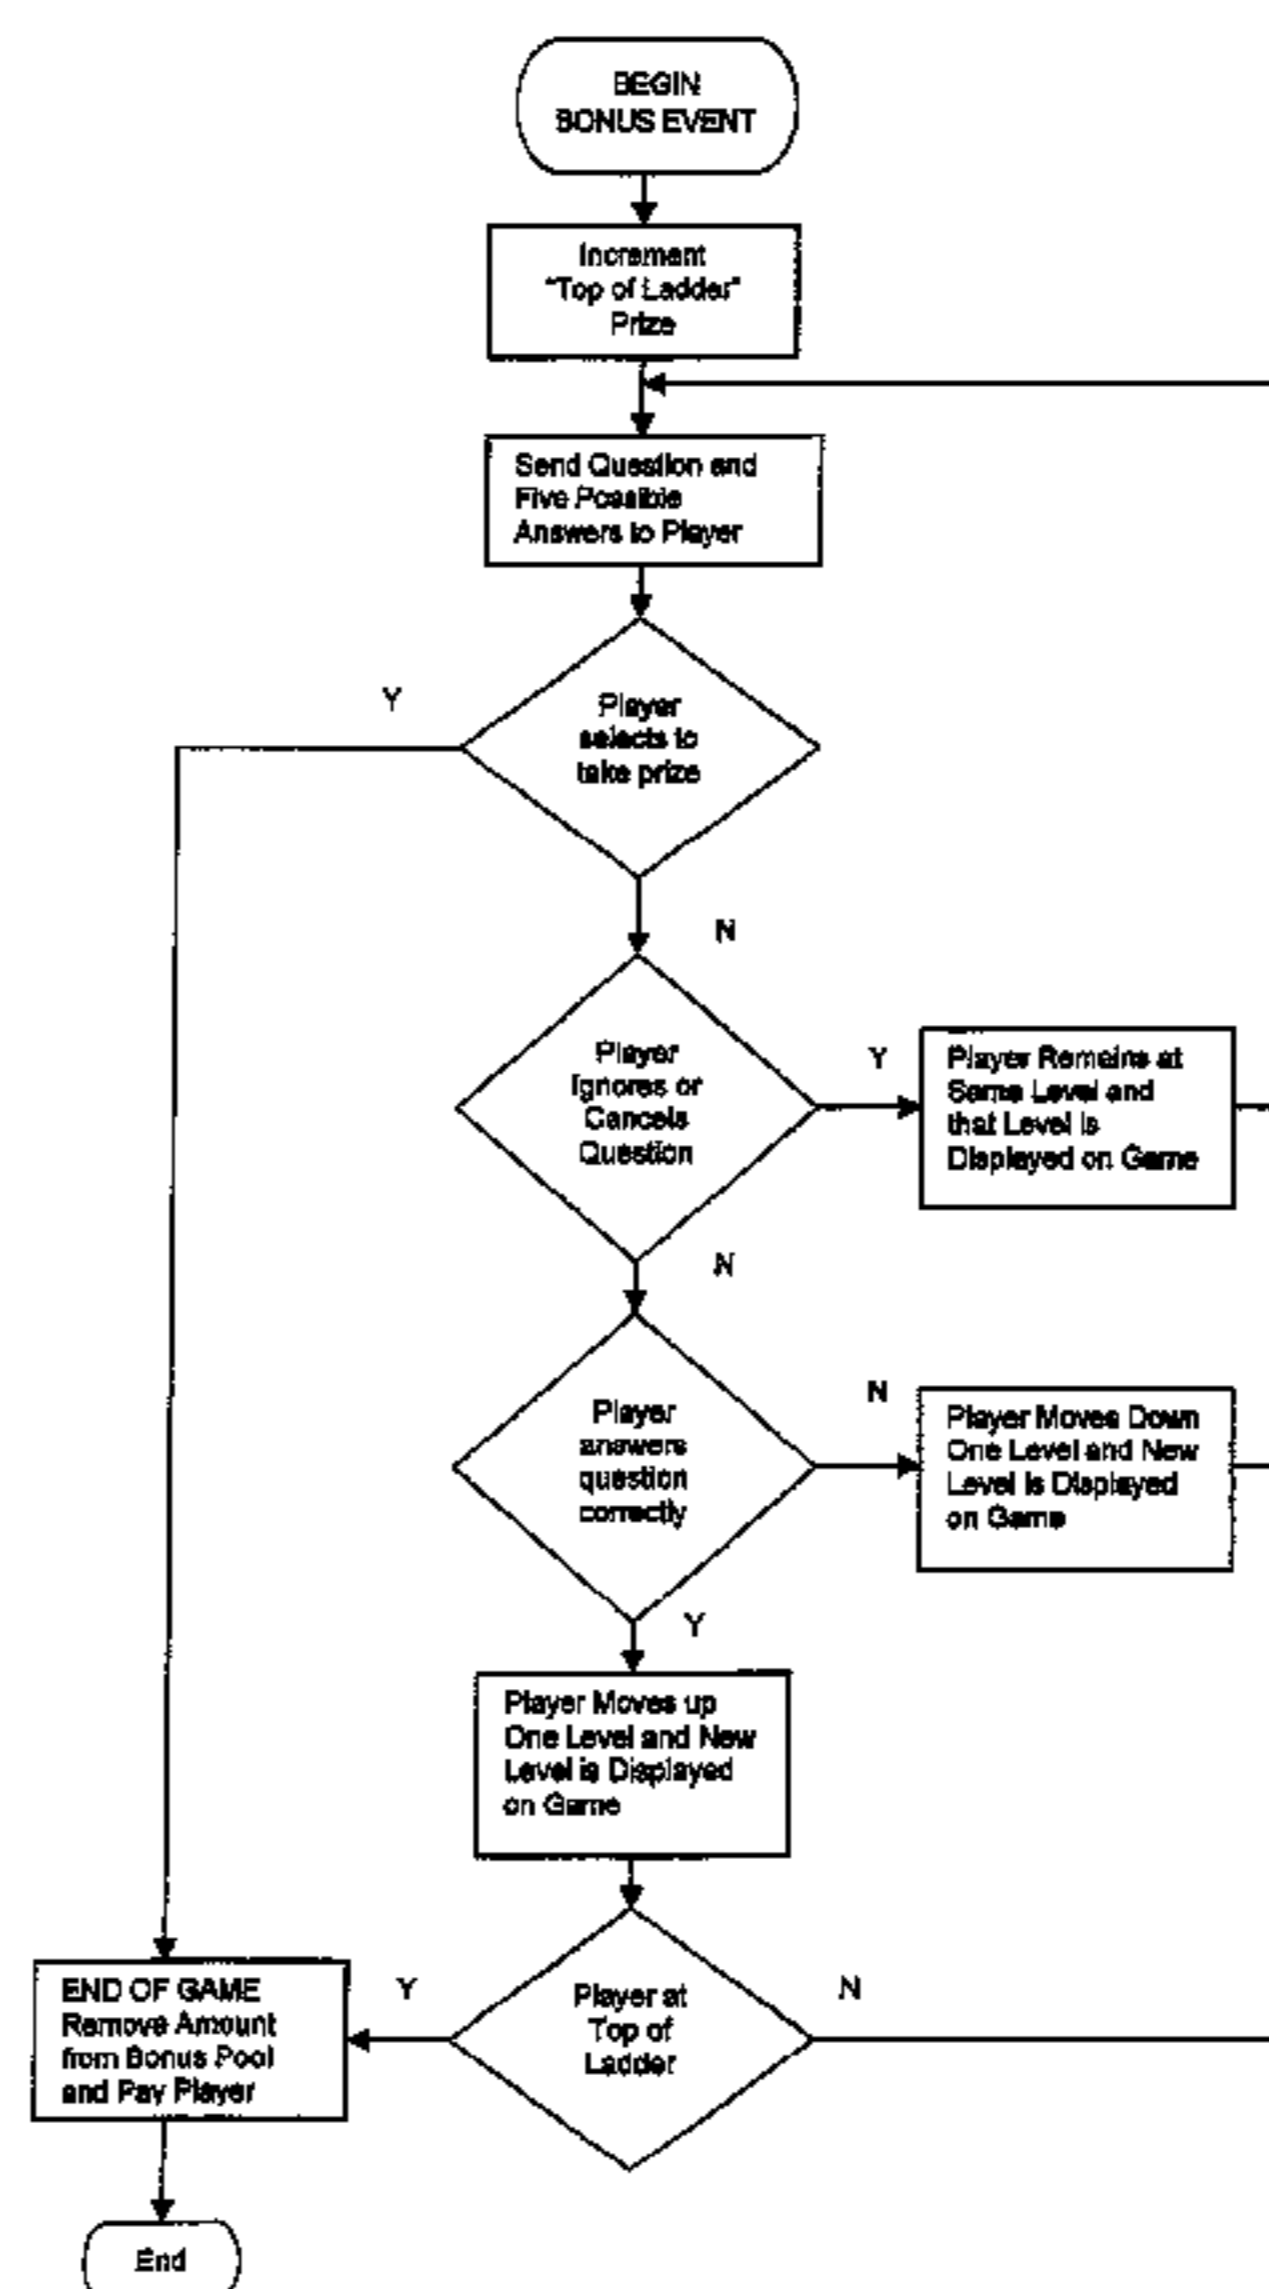 BEGIN
BONUS EVENT
Increment
"Top of Ladder"
Prize
Send Question and
Five Possible
Answers to Player
Y
Player
selects to
take prize
N
Player
Ignores or
Cancels
Question
Y
Player Remains at
Same Level and
that Level is
Displayed on Game
N
Player
answers
question
correctly
N
Player Moves Down
One Level and New
Level is Displayed
on Game
Y
Player Moves up
One Level and New
Level is Displayed
on Game
END OF GAME
Remove Amount
from Bonus Pool
and Pay Player
Y
Player at
Top of
Ladder
N
End